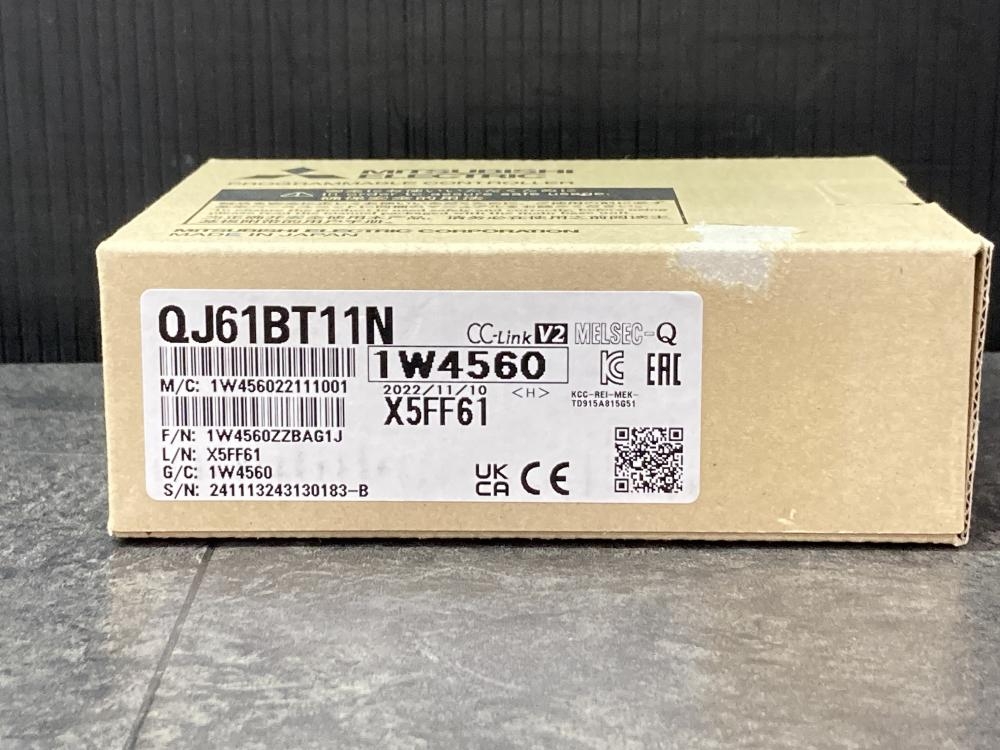 MITSUBISHI
ELECTRIC
PROGRAMMABLE CONTROLLER
MITSUBISHI ELECTRIC CORPORATION
MADE IN JAPAN
QJ61BT11N
CC-Link V2 MELSEC-Q
1W4560
M/C: 1W456022111001
2022/11/10 <H>
X5FF61
KCC-REI-MEK-
TD915A815G51
EAC
F/N: 1W4560ZZBAG1J
L/N: X5FF61
G/C: 1W4560
S/N: 241113243130183-B
UK
CA CE